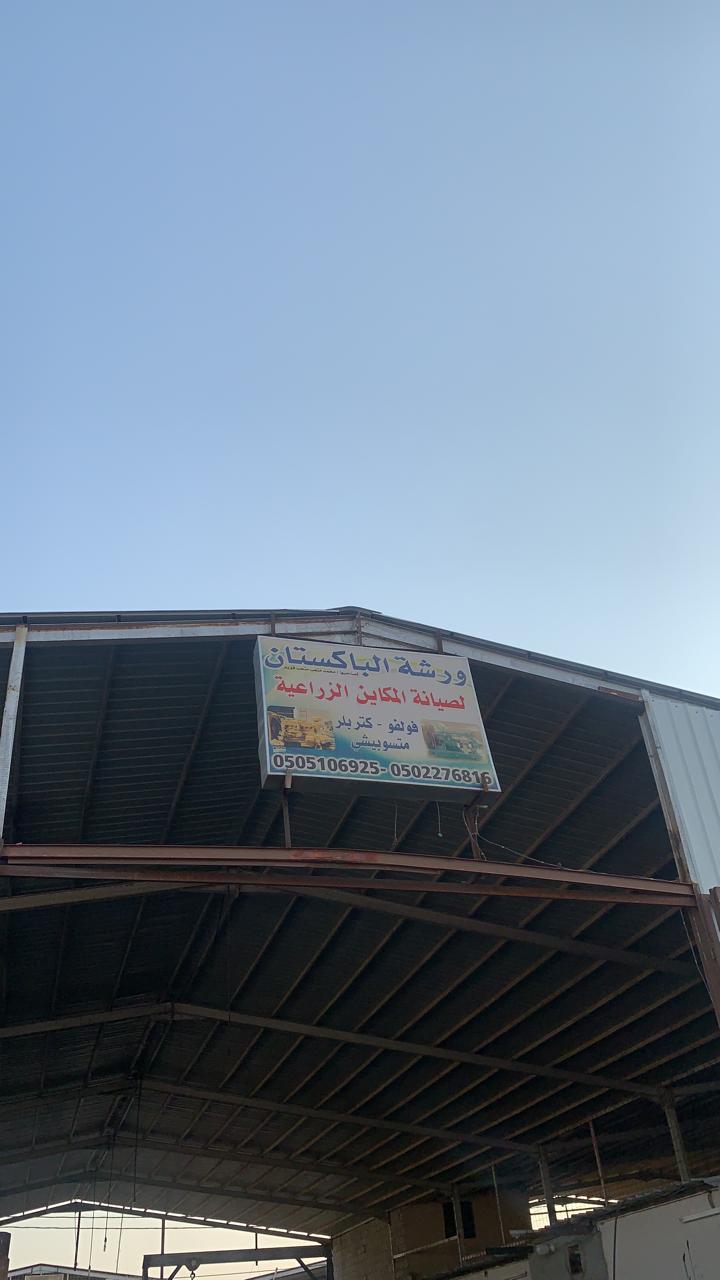 ورشة الباكستان
لصيانة المكاين الزراعية
فولفو - كتربلر
متسوبيشي
0505106925- 0502276816